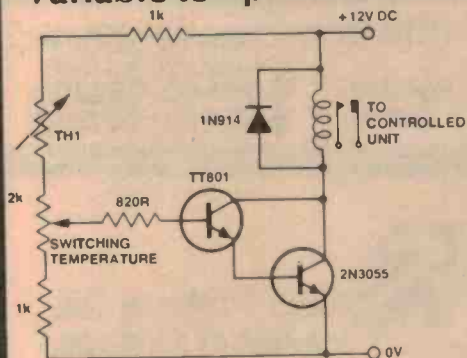 1k
+12V DC
1N914
TO
CONTROLLED
UNIT
TH1
TT801
2k
820R
SWITCHING
TEMPERATURE
2N3055
1k
0V